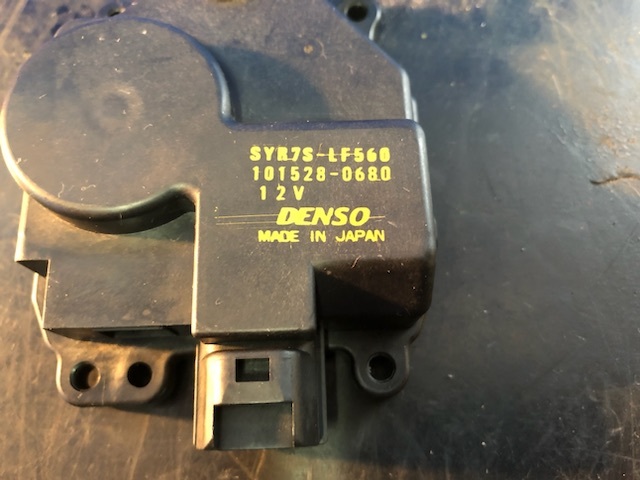 SYR7S-LF560
101528-0680
12V
DENSO
MADE IN JAPAN